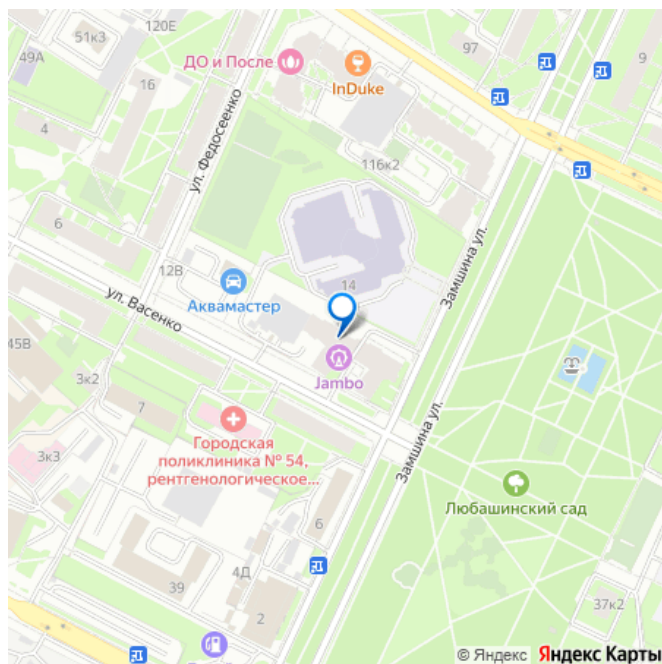 120Е
51к3
49А
ДО и После
InDuke
97
9
16
4
ул. Федосеенко
116к2
6
12В
Замшина ул.
14
Аквамастер
ул. Васенко
45В
Jambo
3к2
7
Замшина ул.
Городская
поликлиника № 54,
рентгенологическое...
3к3
Любашинский сад
6
4Д
39
2
37к2
© Яндекс Яндекс Карты